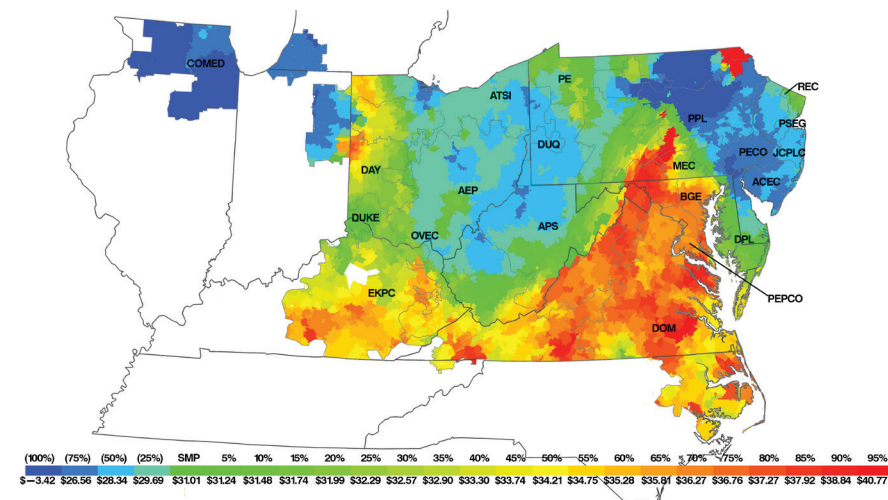 COMED
PE
ATSI
REC
PPL
PSEG
DUQ
PECO
JCPLC
MEC
DAY
ACEC
AEP
BGE
DUKE
OVEC
APS
DPL
EKPC
PEPCO
DOM
(100%) (75%) (50%) (25%) SMP 5% 10% 15% 20% 25% 30% 35% 40% 45% 50% 55% 60% 65% 70% 75% 80% 85% 90% 95%
$−3.42 $26.56 $28.34 $29.69 $31.01 $31.24 $31.48 $31.74 $31.99 $32.29 $32.57 $32.90 $33.30 $33.74 $34.21 $34.75 $35.28 $35.81 $36.27 $36.76 $37.27 $37.92 $38.84 $40.77